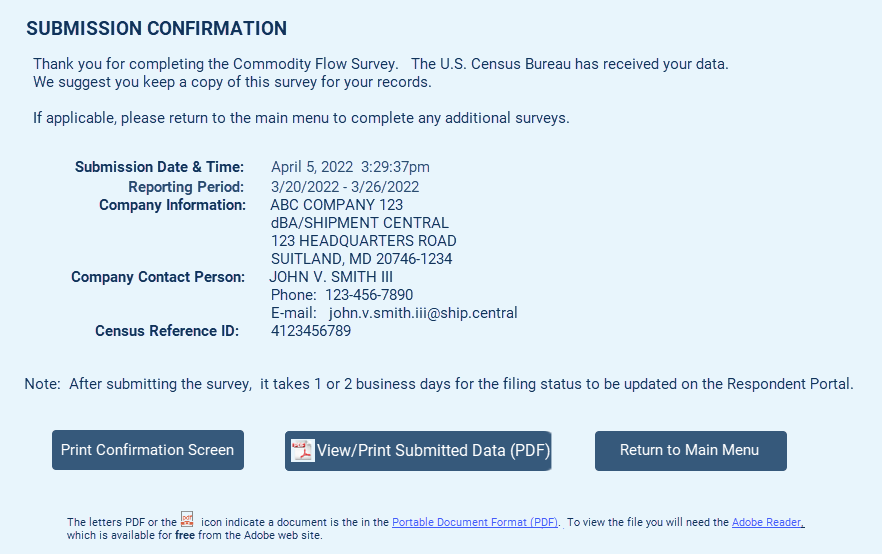 SUBMISSION CONFIRMATION
Thank you for completing the Commodity Flow Survey. The U.S. Census Bureau has received your data.
We suggest you keep a copy of this survey for your records.
If applicable, please return to the main menu to complete any additional surveys.
Submission Date & Time: April 5, 2022 3:29:37pm
Reporting Period: 3/20/2022 - 3/26/2022
Company Information: ABC COMPANY 123
dBA/SHIPMENT CENTRAL
123 HEADQUARTERS ROAD
SUITLAND, MD 20746-1234
Company Contact Person: JOHN V. SMITH III
Phone: 123-456-7890
E-mail: john.v.smith.iii@ship.central
Census Reference ID: 4123456789
Note: After submitting the survey, it takes 1 or 2 business days for the filing status to be updated on the Respondent Portal.
Print Confirmation Screen PDF View/Print Submitted Data (PDF) Return to Main Menu
The letters PDF or the PDF icon indicate a document is the in the Portable Document Format (PDF). To view the file you will need the Adobe Reader,
which is available for free from the Adobe web site.